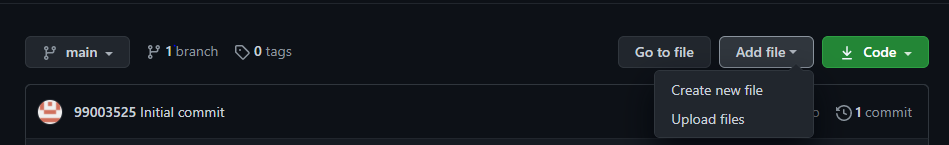 main 1 branch 0 tags Go to file Add file Code
Create new file
99003525 Initial commit 1 commit
Upload files